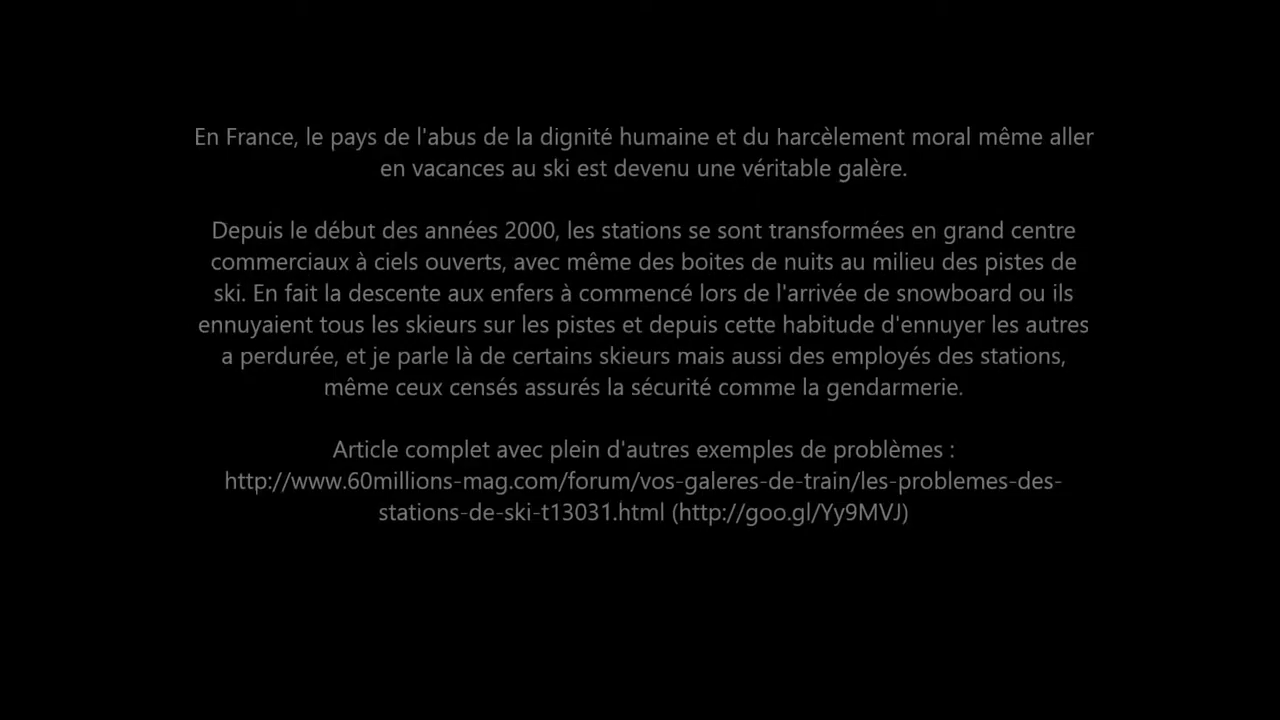 En France, le pays de l'abus de la dignité humaine et du harcèlement moral même aller
en vacances au ski est devenu une véritable galère.
Depuis le début des années 2000, les stations se sont transformées en grand centre
commerciaux à ciels ouverts, avec même des boites de nuits au milieu des pistes de
ski. En fait la descente aux enfers à commencé lors de l'arrivée de snowboard ou ils
ennuyaient tous les skieurs sur les pistes et depuis cette habitude d'ennuyer les autres
a perdurée, et je parle là de certains skieurs mais aussi des employés des stations,
même ceux censés assurés la sécurité comme la gendarmerie.
Article complet avec plein d'autres exemples de problèmes :
http://www.60millions-mag.com/forum/vos-galeres-de-train/les-problemes-des-
stations-de-ski-t13031.html (http://goo.gl/Yy9MVJ)